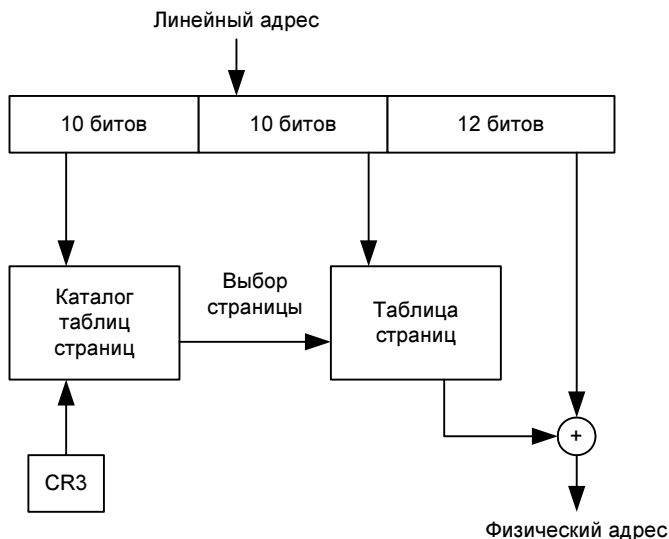 Линейный адрес
10 битов
10 битов
12 битов
Каталог
таблиц
страниц
Выбор
страницы
Таблица
страниц
+
CR3
Физический адрес